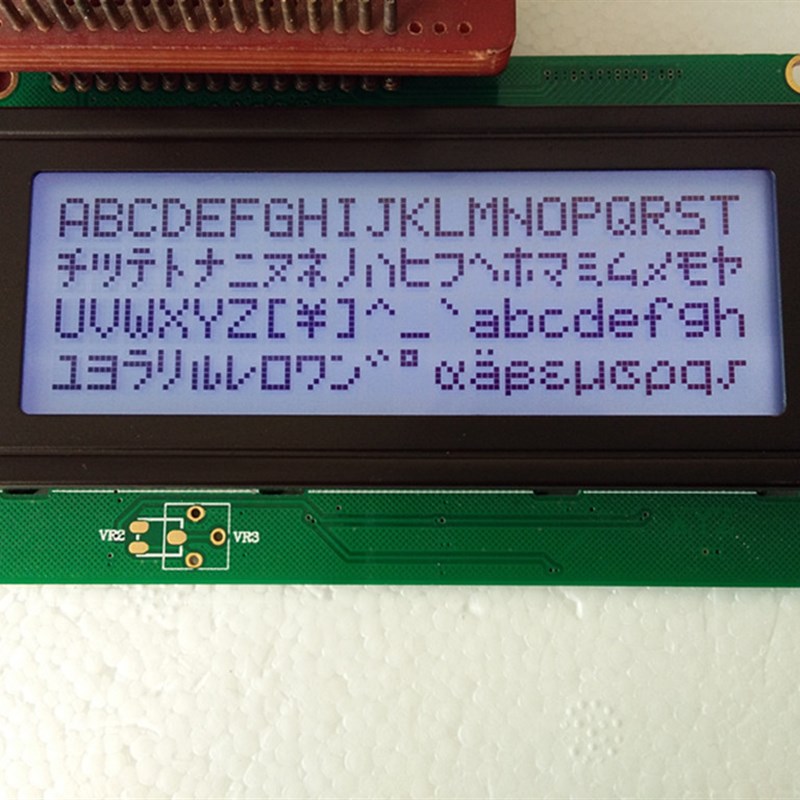 ABCDEFGHIJKLMNOPQRST
チツテトナニヌネノハヒフヘホマミムメモヤ
UVWXYZ[¥]^_`abcdefgh
ユヨラリルレロワン゛゜αäβεμσρq√
VR2
VR3